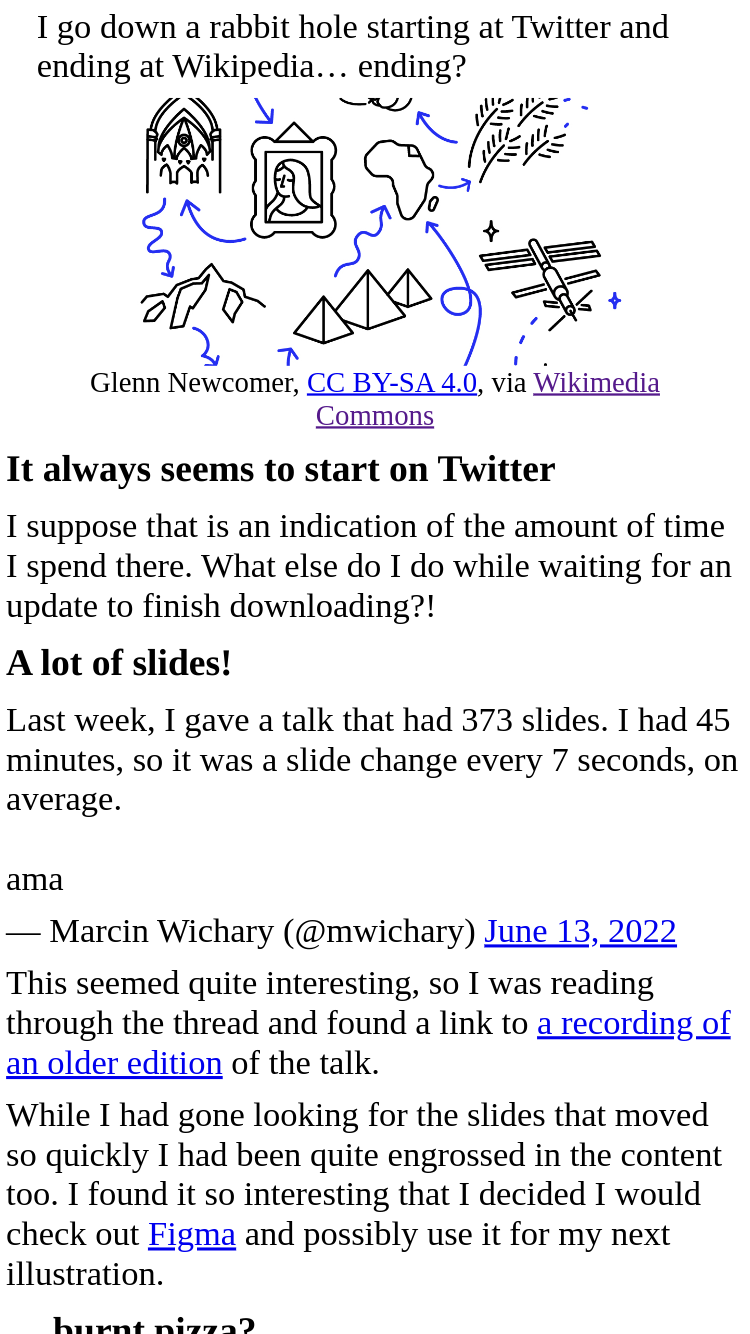 I go down a rabbit hole starting at Twitter and
ending at Wikipedia… ending?
Glenn Newcomer, CC BY-SA 4.0, via Wikimedia
Commons
It always seems to start on Twitter
I suppose that is an indication of the amount of time
I spend there. What else do I do while waiting for an
update to finish downloading?!
A lot of slides!
Last week, I gave a talk that had 373 slides. I had 45
minutes, so it was a slide change every 7 seconds, on
average.
ama
— Marcin Wichary (@mwichary) June 13, 2022
This seemed quite interesting, so I was reading
through the thread and found a link to a recording of
an older edition of the talk.
While I had gone looking for the slides that moved
so quickly I had been quite engrossed in the content
too. I found it so interesting that I decided I would
check out Figma and possibly use it for my next
illustration.
burnt pizza?